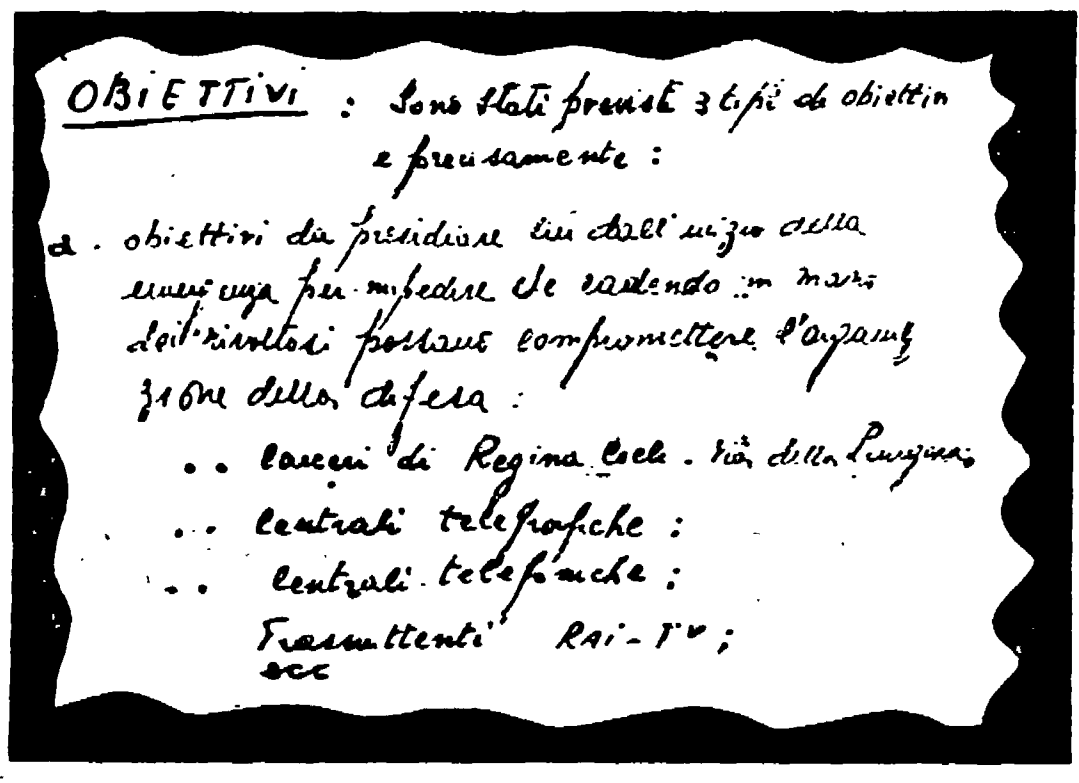 OBiETTivi : Sono stati previsti 3 tipi di obiettivi
e precisamente :
a. obiettivi da presidiare sin dall'inizio della
emergenza per impedire che cadendo in mano
dei rivoltosi possano compromettere l'organiz
zione della difesa :
.. Carceri di Regina Coeli - Via della Lungara;
.. Centrali telegrafiche ;
.. Centrali telefoniche ;
Trasmittenti RAi-TV ;
ecc